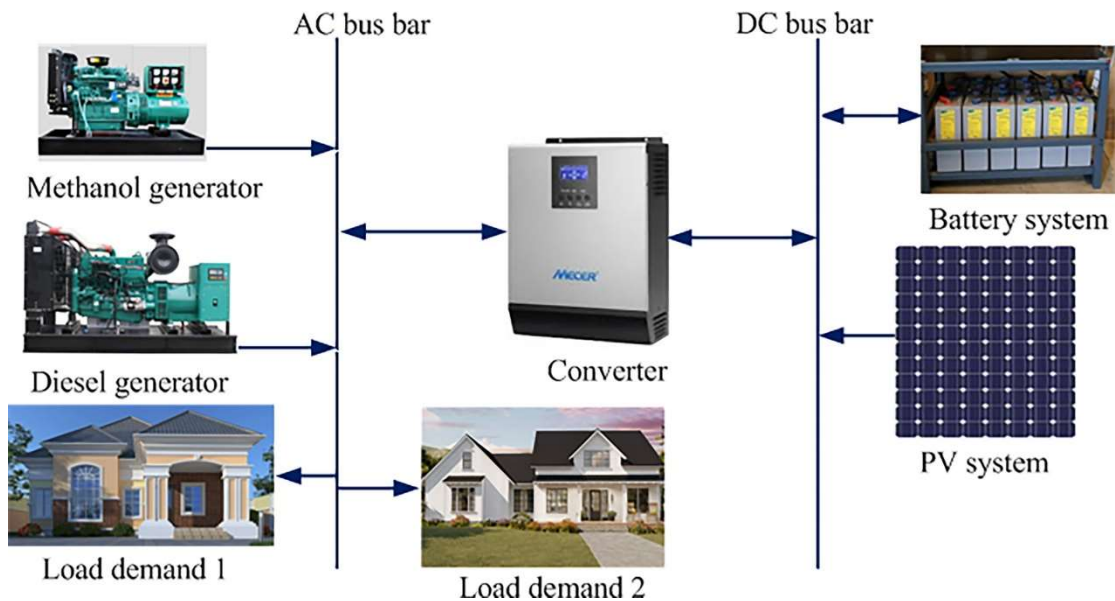 AC bus bar
DC bus bar
Methanol generator
Battery system
MECER
Diesel generator
Converter
PV system
Load demand 1
Load demand 2